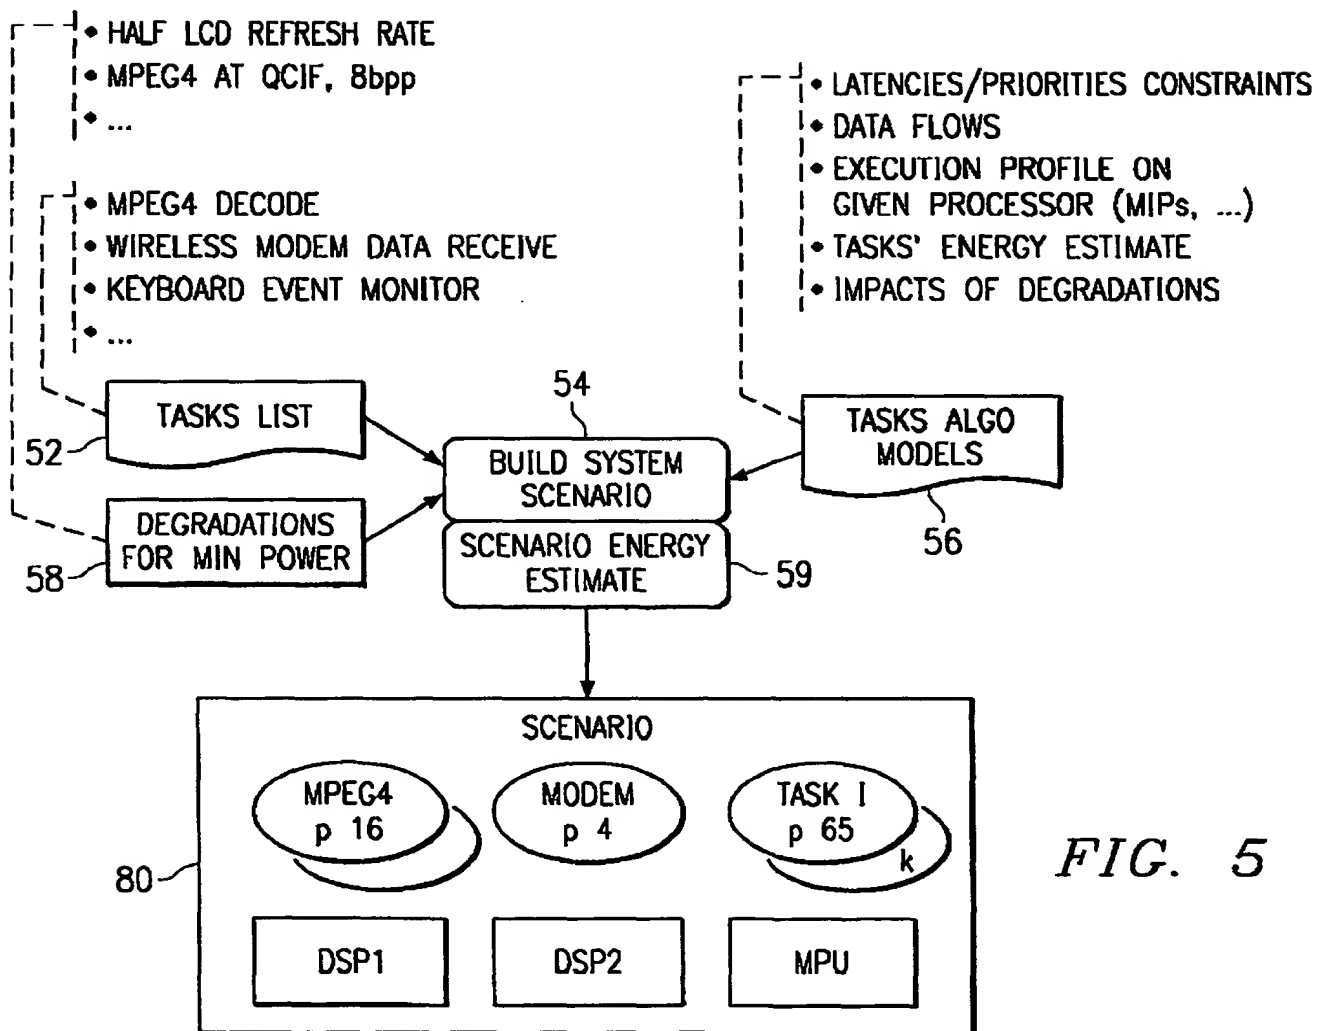 • HALF LCD REFRESH RATE
• MPEG4 AT QCIF, 8bpp
• ...
• MPEG4 DECODE
• WIRELESS MODEM DATA RECEIVE
• KEYBOARD EVENT MONITOR
• ...
• LATENCIES/PRIORITIES CONSTRAINTS
• DATA FLOWS
• EXECUTION PROFILE ON
GIVEN PROCESSOR (MIPs, ...)
• TASKS' ENERGY ESTIMATE
• IMPACTS OF DEGRADATIONS
TASKS LIST
52
DEGRADATIONS
FOR MIN POWER
58
54
BUILD SYSTEM
SCENARIO
SCENARIO ENERGY
ESTIMATE
59
TASKS ALGO
MODELS
56
SCENARIO
MPEG4
p 16
MODEM
p 4
TASK I
p 65
k
80
DSP1
DSP2
MPU
FIG. 5